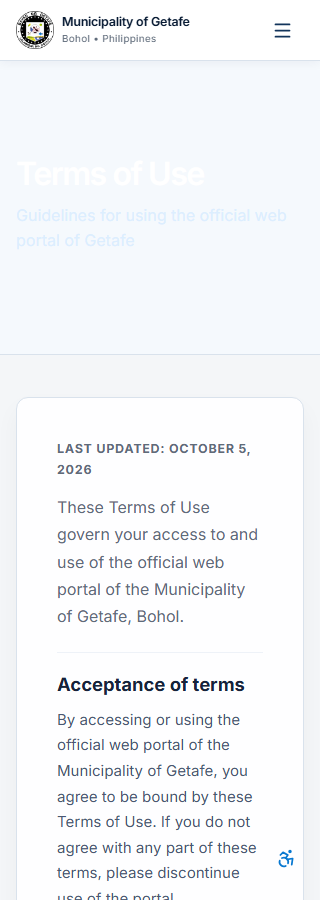 Municipality of Getafe
Bohol • Philippines
Terms of Use
Guidelines for using the official web
portal of Getafe
LAST UPDATED: OCTOBER 5,
2026
These Terms of Use
govern your access to and
use of the official web
portal of the Municipality
of Getafe, Bohol.
Acceptance of terms
By accessing or using the
official web portal of the
Municipality of Getafe, you
agree to be bound by these
Terms of Use. If you do not
agree with any part of these
terms, please discontinue
use of the portal.